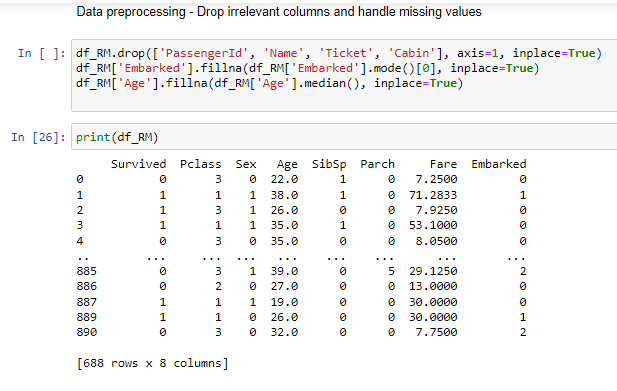 Data preprocessing - Drop irrelevant columns and handle missing values
In [ ]: df_RM.drop(['PassengerId', 'Name', 'Ticket', 'Cabin'], axis=1, inplace=True)
df_RM['Embarked'].fillna(df_RM['Embarked'].mode()[0], inplace=True)
df_RM['Age'].fillna(df_RM['Age'].median(), inplace=True)
In [26]: print(df_RM)
Survived Pclass Sex Age SibSp Parch Fare Embarked
0 0 3 0 22.0 1 0 7.2500 0
1 1 1 1 38.0 1 0 71.2833 1
2 1 3 1 26.0 0 0 7.9250 0
3 1 1 1 35.0 1 0 53.1000 0
4 0 3 0 35.0 0 0 8.0500 0
.. ... ... ... ... ... ... ... ...
885 0 3 1 39.0 0 5 29.1250 2
886 0 2 0 27.0 0 0 13.0000 0
887 1 1 1 19.0 0 0 30.0000 0
889 1 1 0 26.0 0 0 30.0000 1
890 0 3 0 32.0 0 0 7.7500 2
[688 rows x 8 columns]